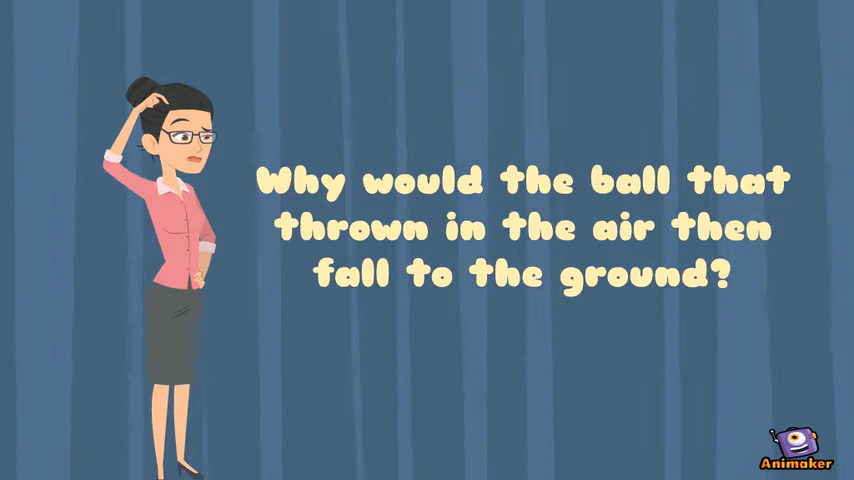 Why would the ball that
thrown in the air then
fall to the ground?
Animaker